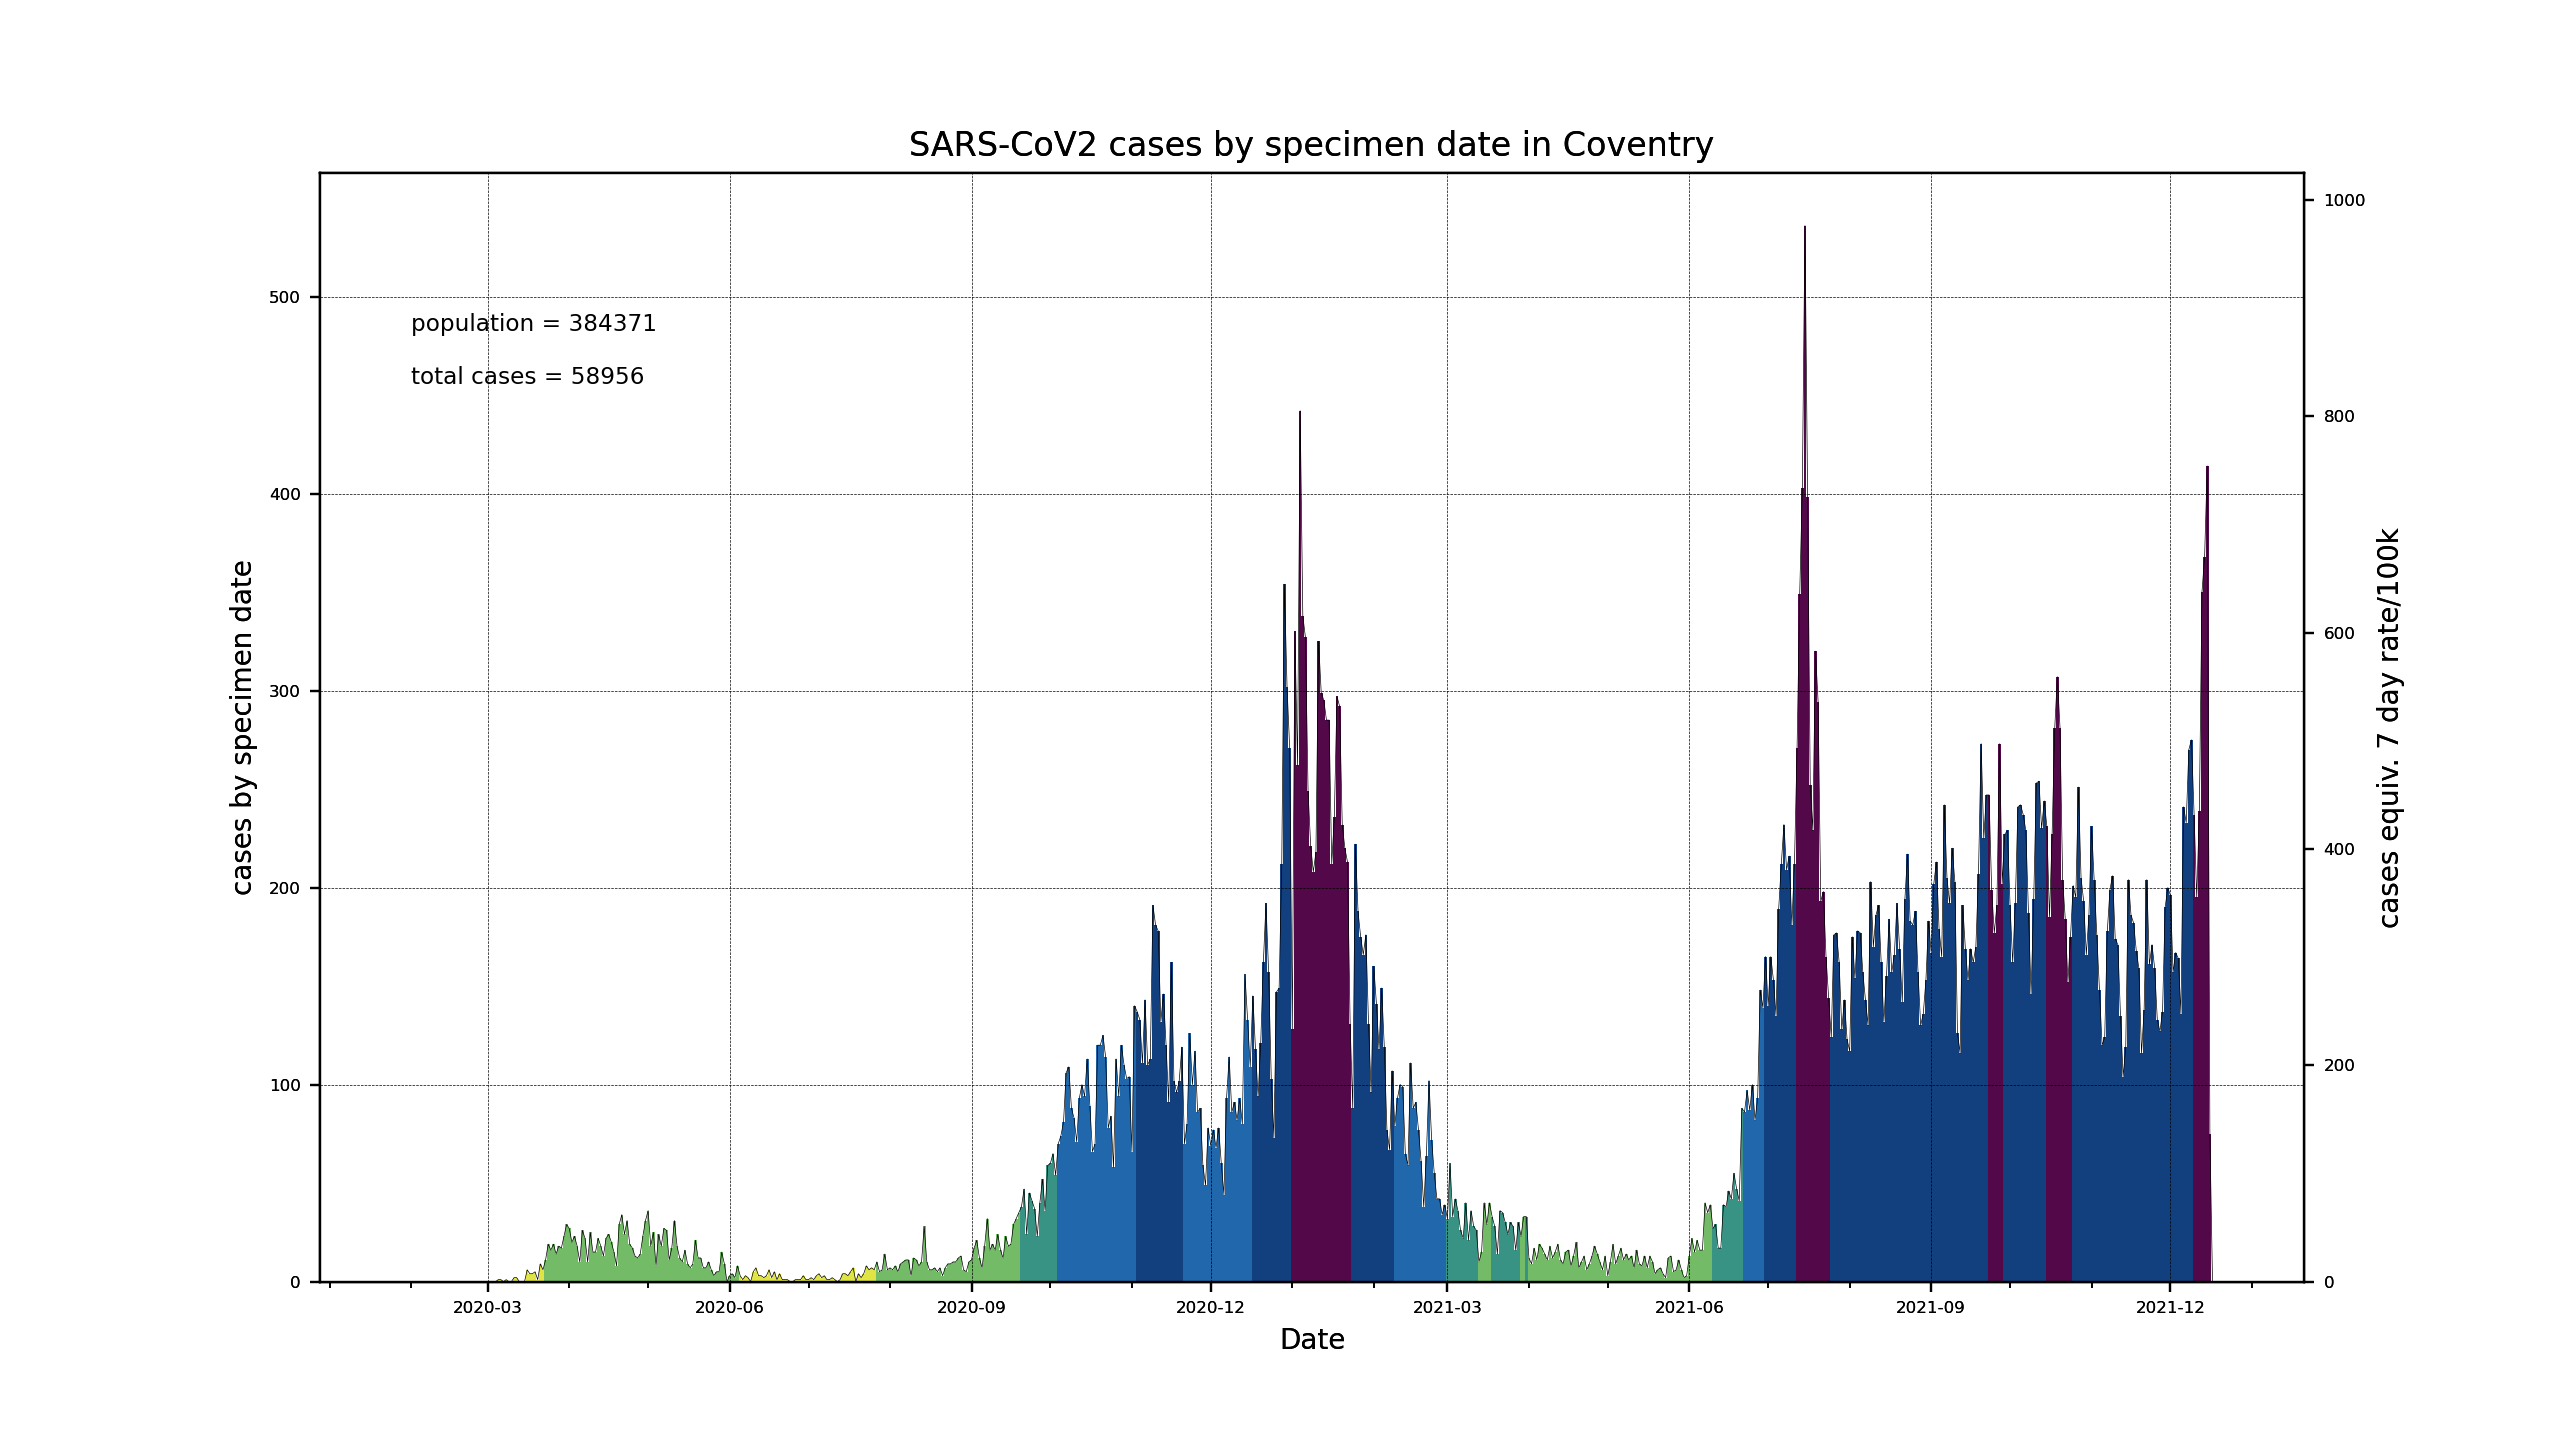 SARS-CoV2 cases by specimen date in Coventry
population = 384371
total cases = 58956
cases by specimen date
500
400
300
200
100
0
1000
800
600
400
200
0
cases equiv. 7 day rate/100k
2020-03 2020-06 2020-09 2020-12 2021-03 2021-06 2021-09 2021-12
Date